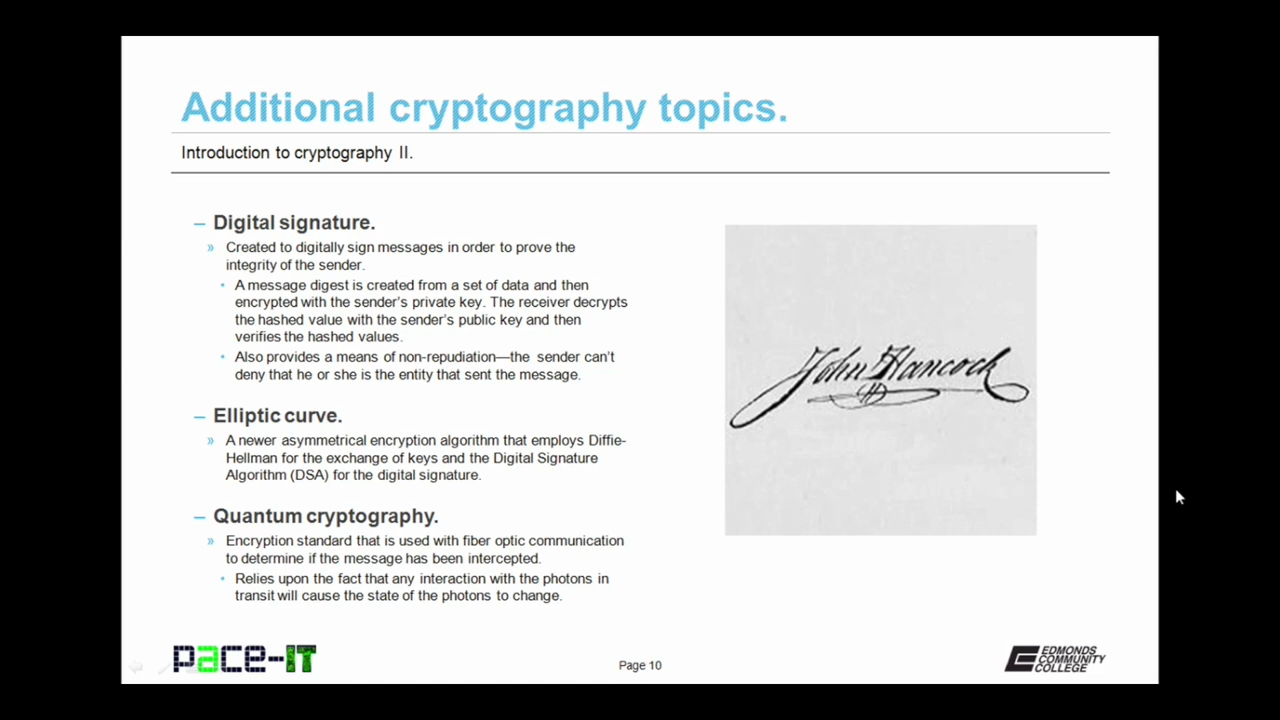 Additional cryptography topics.
Introduction to cryptography II.
– Digital signature.
» Created to digitally sign messages in order to prove the
integrity of the sender.
• A message digest is created from a set of data and then
encrypted with the sender's private key. The receiver decrypts
the hashed value with the sender's public key and then
verifies the hashed values.
• Also provides a means of non-repudiation—the sender can't
deny that he or she is the entity that sent the message.
– Elliptic curve.
» A newer asymmetrical encryption algorithm that employs Diffie-
Hellman for the exchange of keys and the Digital Signature
Algorithm (DSA) for the digital signature.
– Quantum cryptography.
» Encryption standard that is used with fiber optic communication
to determine if the message has been intercepted.
• Relies upon the fact that any interaction with the photons in
transit will cause the state of the photons to change.
John Hancock
pace-IT
Page 10
EDMONDS
COMMUNITY
COLLEGE